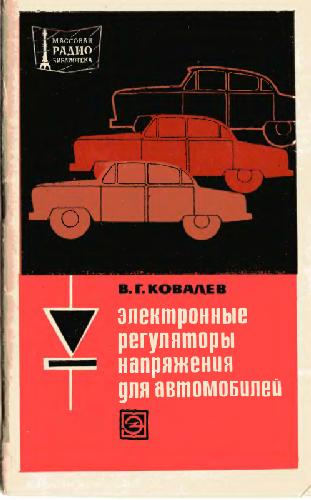 МАССОВАЯ
РАДИО
БИБЛИОТЕКА
В.Г.КОВАЛЕВ
ЭЛЕКТРОННЫЕ
РЕГУЛЯТОРЫ
НАПРЯЖЕНИЯ
ДЛЯ АВТОМОБИЛЕЙ